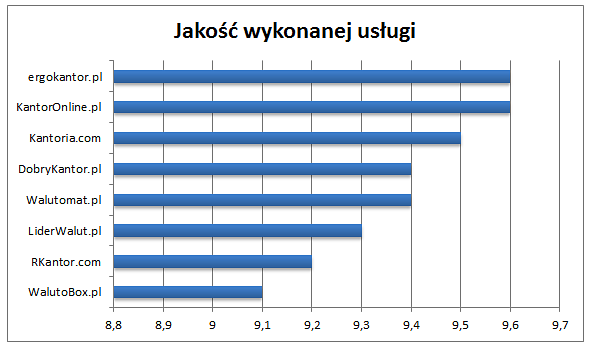 Jakość wykonanej usługi
ergokantor.pl
KantorOnline.pl
Kantoria.com
DobryKantor.pl
Walutomat.pl
LiderWalut.pl
RKantor.com
WalutoBox.pl
8,8 8,9 9 9,1 9,2 9,3 9,4 9,5 9,6 9,7